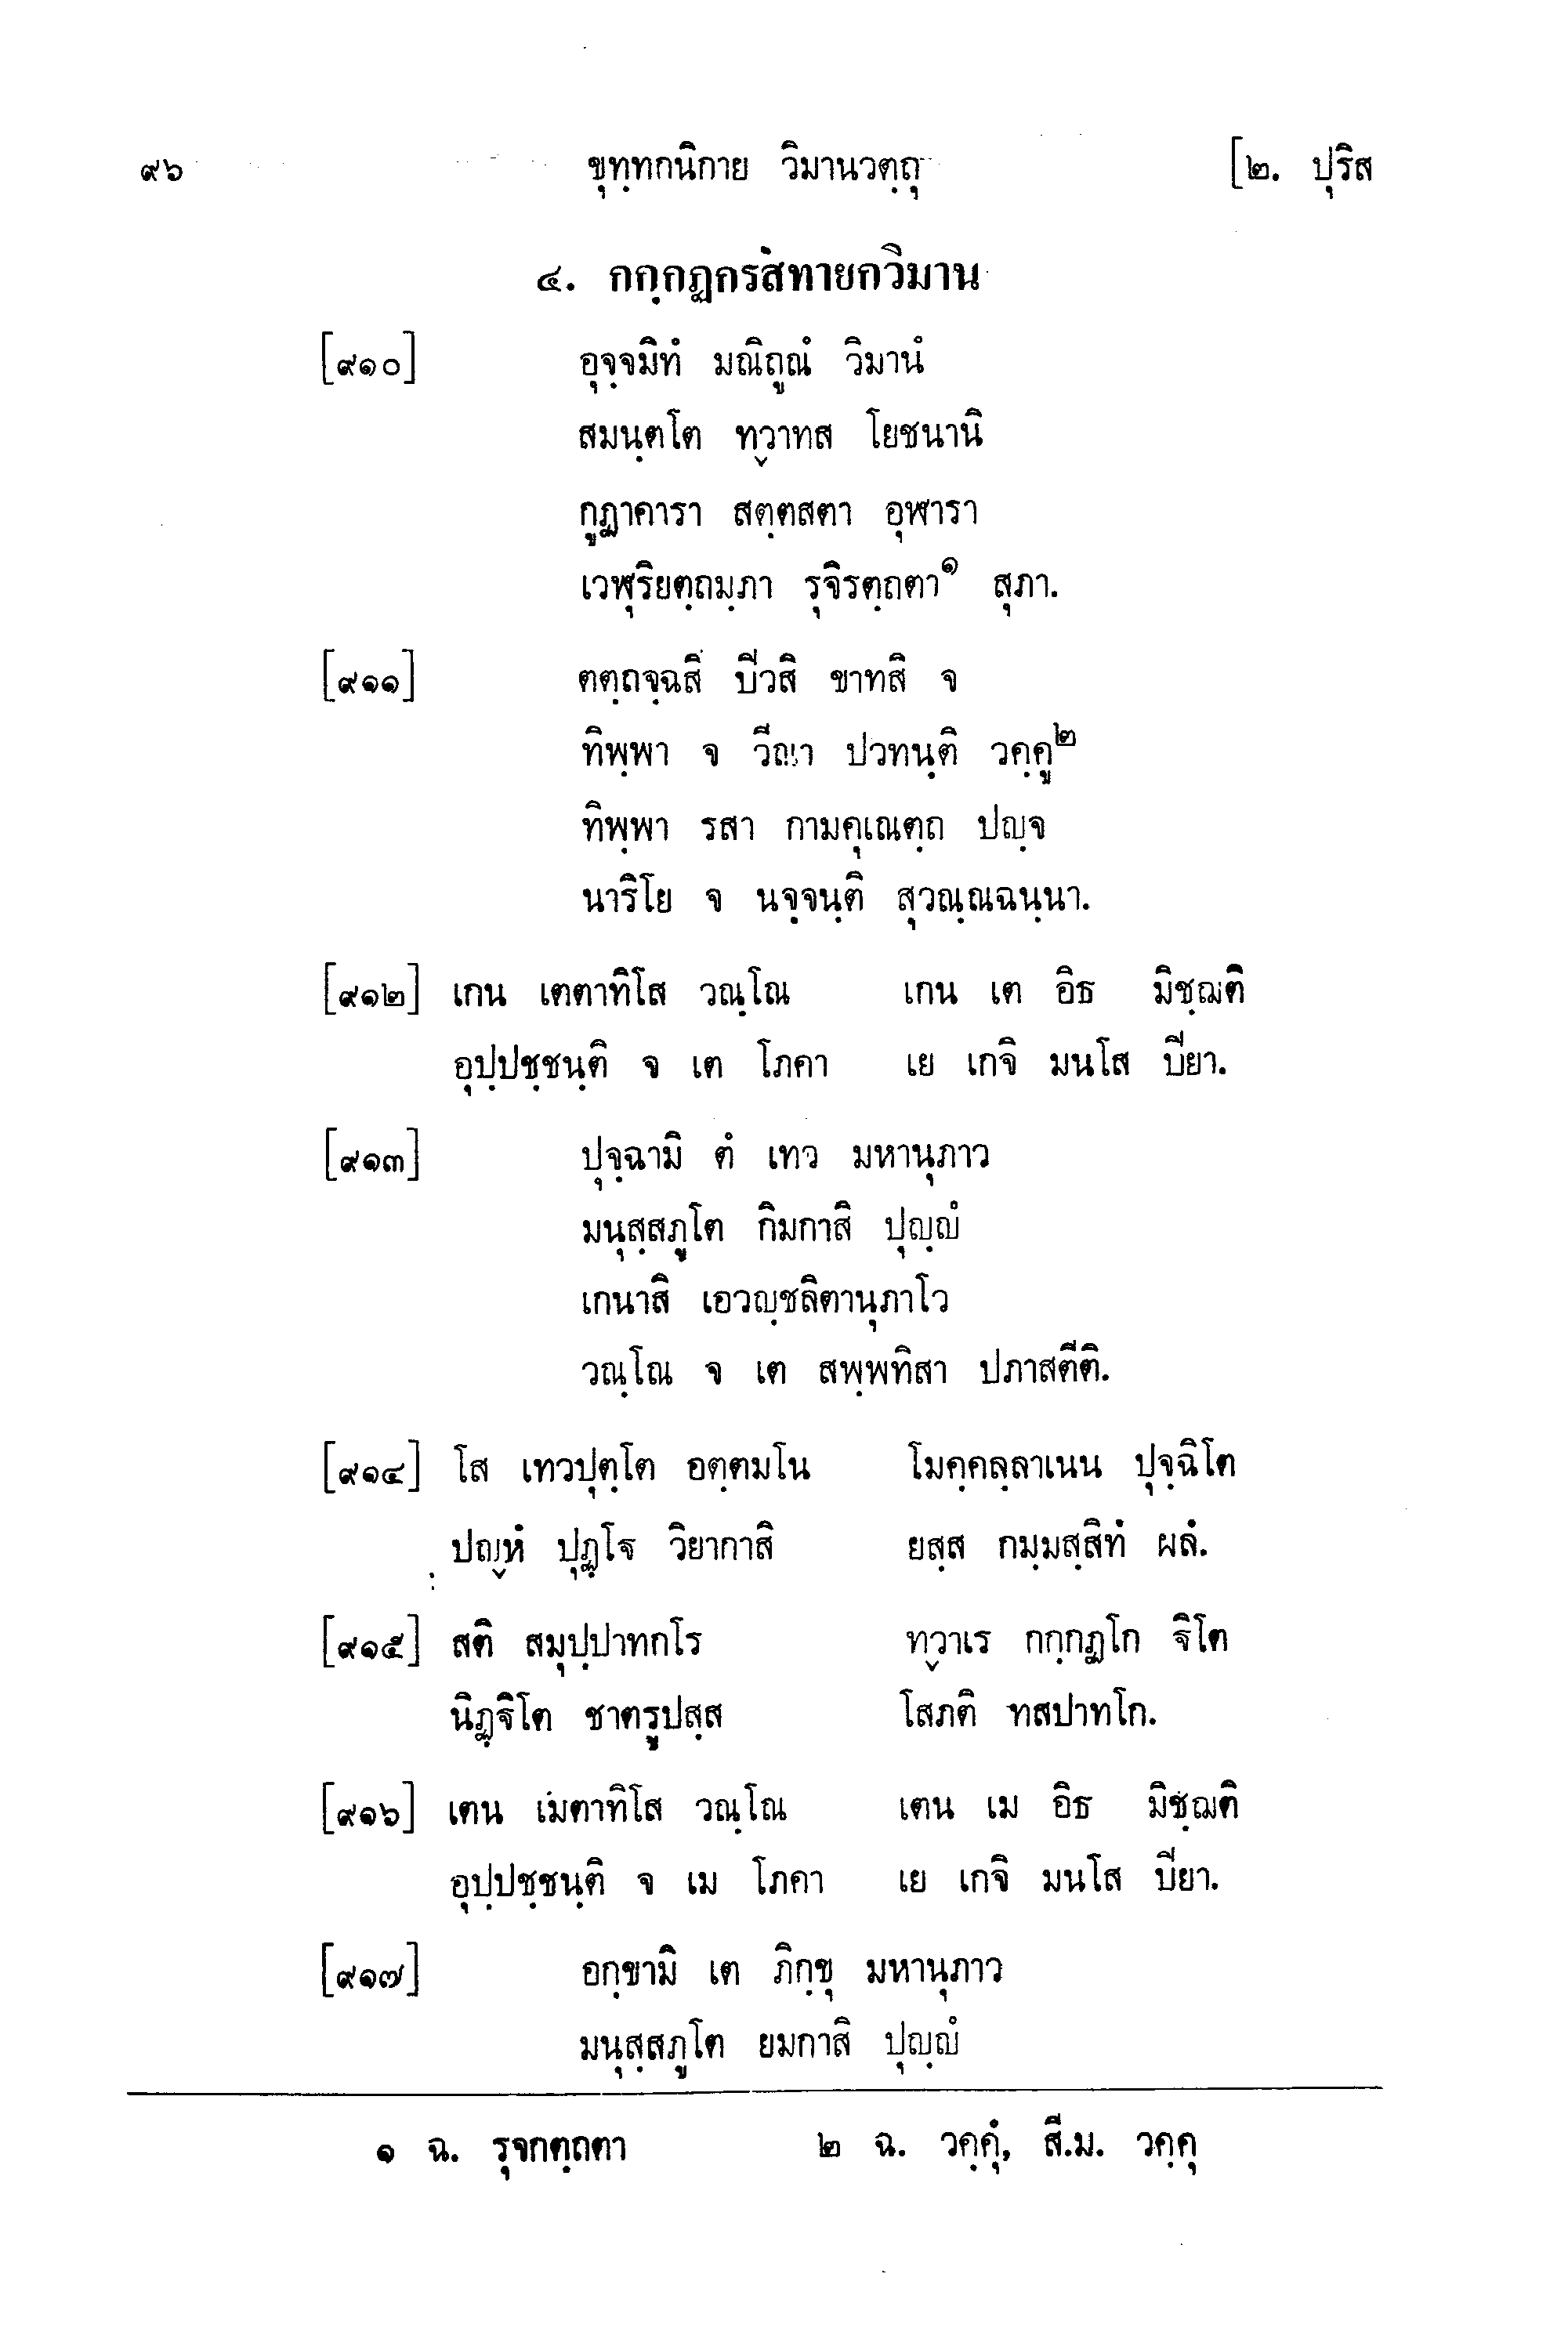 ๙๖ ขุทฺทกนิกาย วิมานวตฺถุ [๒. ปุริส
๔. กกฺกฏกรสทายกวิมาน
[๙๑๐] อุจฺจมิทํ มณิถูณํ วิมานํ
สมนฺตโต ทฺวาทส โยชนานิ
กูฏาคารา สตฺตสตา อุฬารา
เวฬุริยตฺถมฺภา รุจิรตฺถตา๑ สุภา.
[๙๑๑] ตตฺถจฺฉสิ ปิวสิ ขาทสิ จ
ทิพฺพา จ วีณา ปวทนฺติ วคฺคู๒
ทิพฺพา รสา กามคุเณตฺถ ปญฺจ
นาริโย จ นจฺจนฺติ สุวณฺณฉนฺนา.
[๙๑๒] เกน เตตาทิโส วณฺโณ เกน เต อิธ มิชฺฌติ
อุปฺปชฺชนฺติ จ เต โภคา เย เกจิ มนโส ปิยา.
[๙๑๓] ปุจฺฉามิ ตํ เทว มหานุภาว
มนุสฺสภูโต กิมกาสิ ปุญฺญํ
เกนาสิ เอวญฺชลิตานุภาโว
วณฺโณ จ เต สพฺพทิสา ปภาสตีติ.
[๙๑๔] โส เทวปุตฺโต อตฺตมโน โมคฺคลฺลาเนน ปุจฺฉิโต
ปญฺหํ ปุฏฺโฐ วิยากาสิ ยสฺส กมฺมสฺสิทํ ผลํ.
[๙๑๕] สติ สมุปฺปาทกโร ทฺวาเร กกฺกฏโก ฐิโต
นิฏฺฐิโต ชาตรูปสฺส โสภติ ทสปาทโก.
[๙๑๖] เตน เมตาทิโส วณฺโณ เตน เม อิธ มิชฺฌติ
อุปฺปชฺชนฺติ จ เม โภคา เย เกจิ มนโส ปิยา.
[๙๑๗] อกฺขามิ เต ภิกฺขุ มหานุภาว
มนุสฺสภูโต ยมกาสิ ปุญฺญํ
๑ ฉ. รุจกตฺถตา ๒ ฉ. วคฺคุํ, สี.ม. วคฺคุ